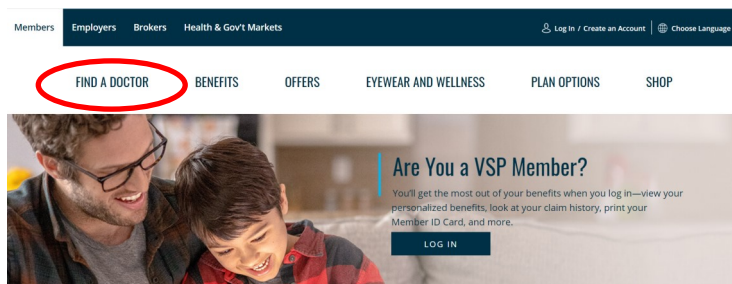 Members Employers Brokers Health & Gov't Markets Log In / Create an Account Choose Language
FIND A DOCTOR BENEFITS OFFERS EYEWEAR AND WELLNESS PLAN OPTIONS SHOP
Are You a VSP Member?
You'll get the most out of your benefits when you log in—view your
personalized benefits, look at your claim history, print your
Member ID Card, and more.
LOG IN